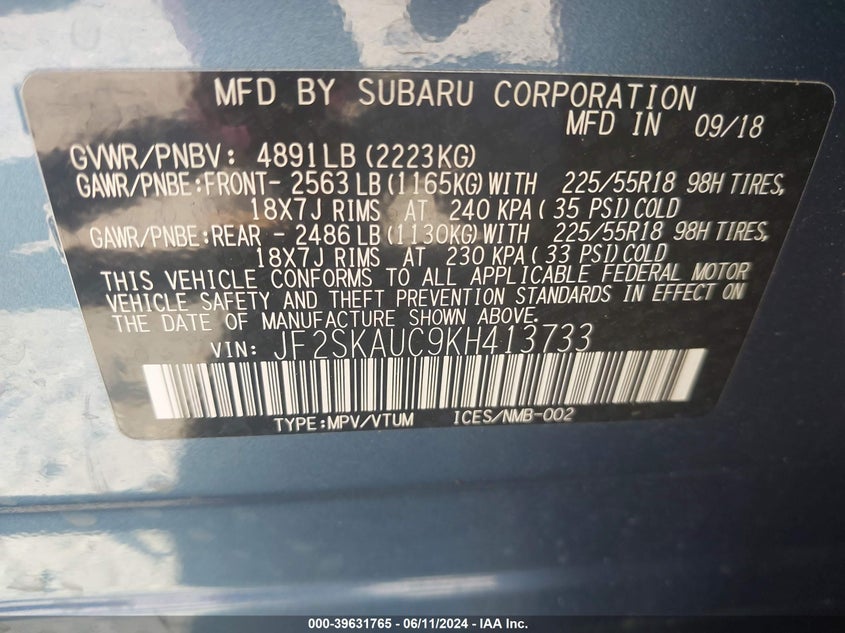 MFD BY SUBARU CORPORATION
MFD IN 09/18
GVWR/PNBV: 4891LB (2223KG)
GAWR/PNBE:FRONT- 2563 LB (1165KG) WITH 225/55R18 98H TIRES,
18X7J RIMS AT 240 KPA ( 35 PSI) COLD
GAWR/PNBE:REAR - 2486 LB (1130KG) WITH 225/55R18 98H TIRES,
18X7J RIMS AT 230 KPA ( 33 PSI) COLD
THIS VEHICLE CONFORMS TO ALL APPLICABLE FEDERAL MOTOR
VEHICLE SAFETY AND THEFT PREVENTION STANDARDS IN EFFECT ON
THE DATE OF MANUFACTURE SHOWN ABOVE.
VIN: JF2SKAUC9KH413733
TYPE:MPV/VTUM ICES/NMB-002
000-39631765 - 06/11/2024 - IAA Inc.